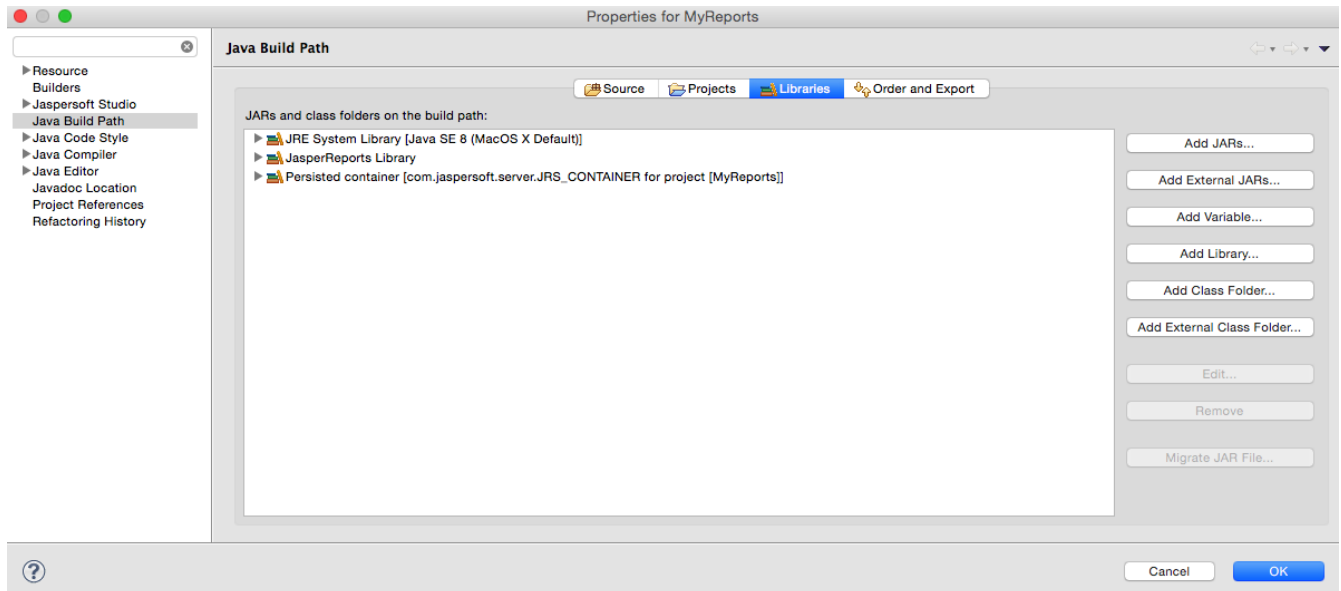 Properties for MyReports
Java Build Path
Resource
Builders
Jaspersoft Studio
Java Build Path
Java Code Style
Java Compiler
Java Editor
Javadoc Location
Project References
Refactoring History
Source Projects Libraries Order and Export
JARs and class folders on the build path:
JRE System Library [Java SE 8 (MacOS X Default)]
JasperReports Library
Persisted container [com.jaspersoft.server.JRS_CONTAINER for project [MyReports]]
Add JARs...
Add External JARs...
Add Variable...
Add Library...
Add Class Folder...
Add External Class Folder...
Edit...
Remove
Migrate JAR File...
?
Cancel OK